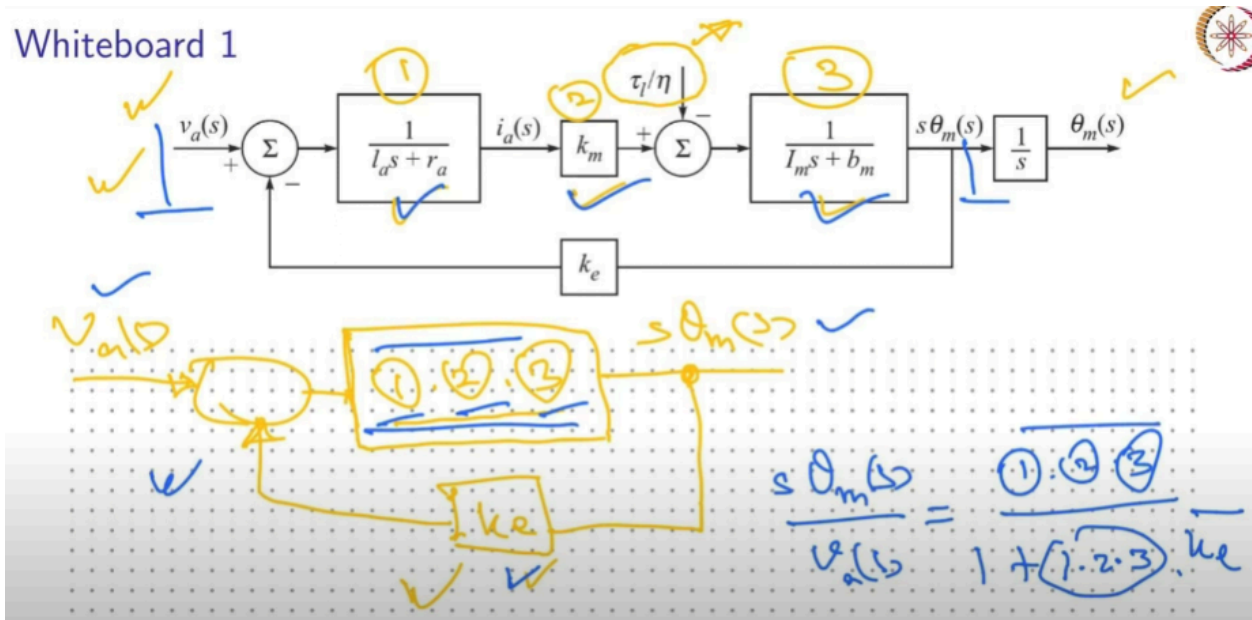 Whiteboard 1
① ② τ_l/η ③
v_a(s) + Σ − 1/(l_a s + r_a) i_a(s) k_m + Σ − 1/(I_m s + b_m) sθ_m(s) 1/s θ_m(s)
k_e
V_a(s) ①.②.③ sθ_m(s)
ke
sθ_m(s)/v_a(s) = ①.②.③/1+(1.2.3).ke